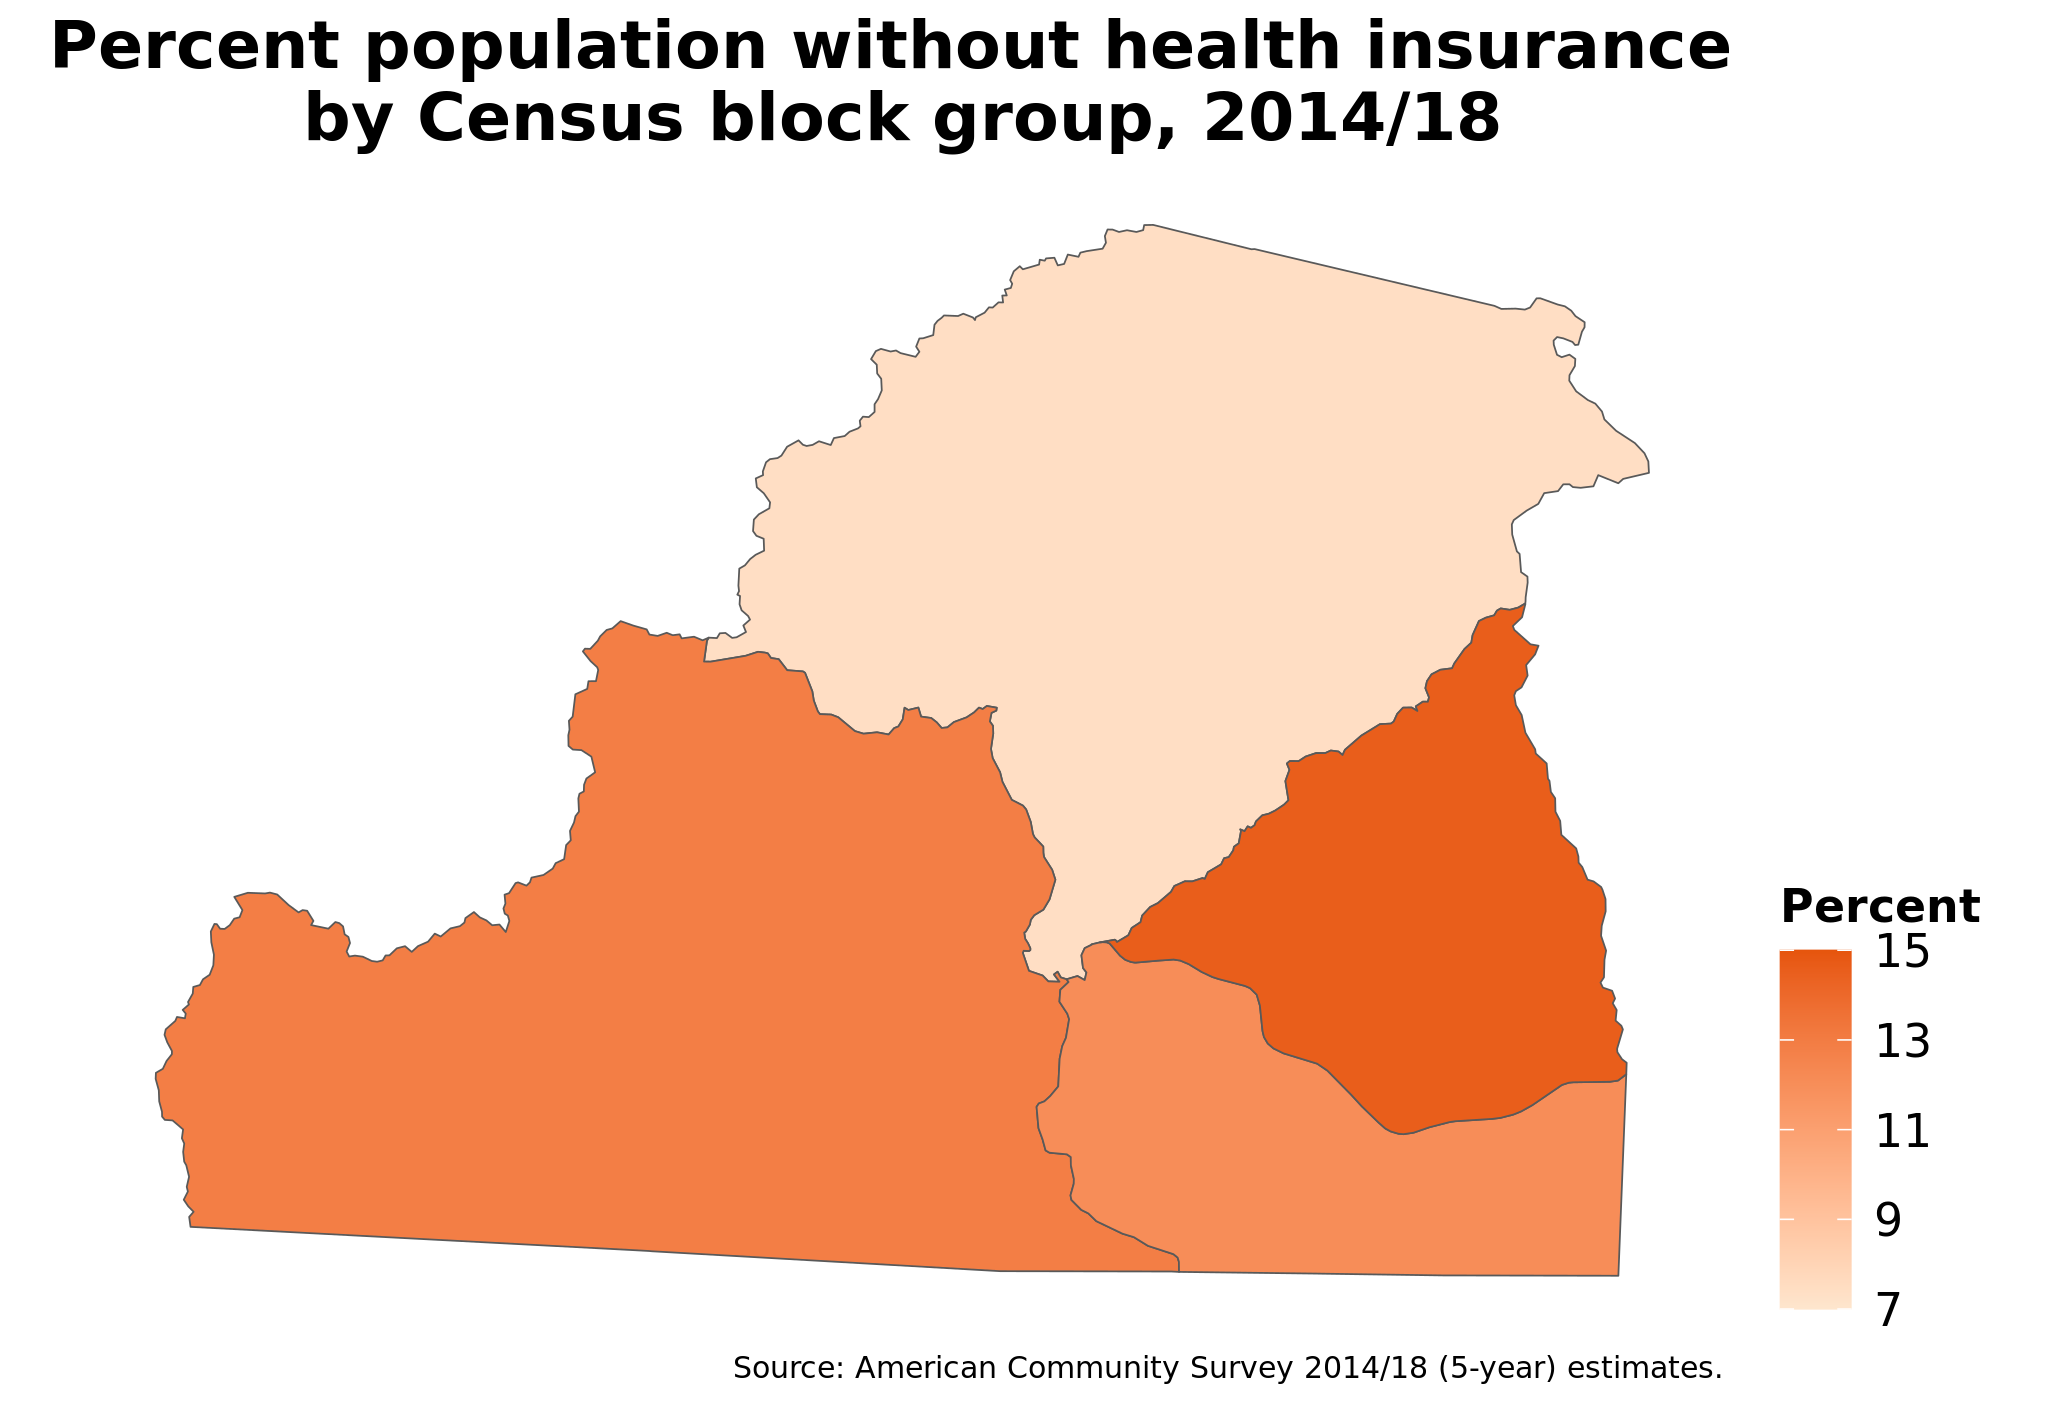 Percent population without health insurance
by Census block group, 2014/18
Percent
15
13
11
9
7
Source: American Community Survey 2014/18 (5-year) estimates.